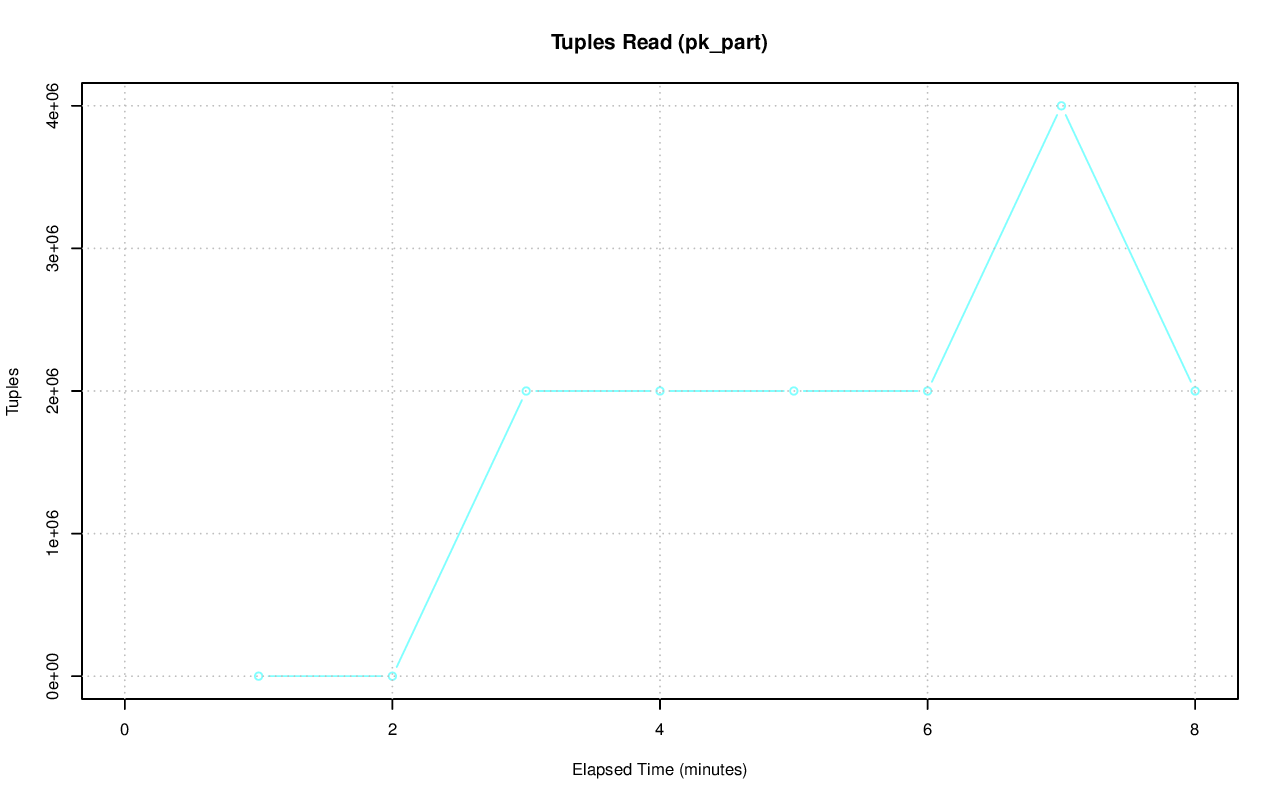 Tuples Read (pk_part)
Tuples
4e+06
3e+06
2e+06
1e+06
0e+00
0 2 4 6 8
Elapsed Time (minutes)